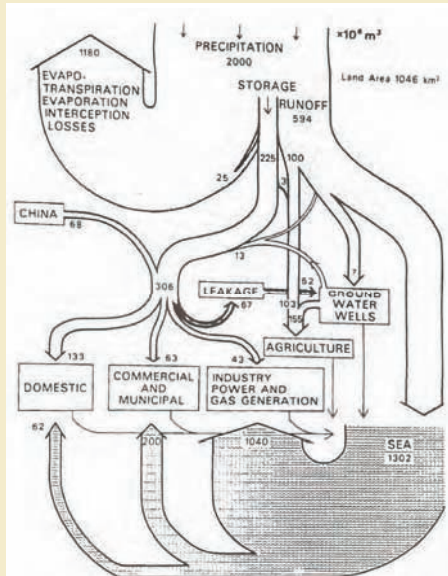 1180
PRECIPITATION
2000
×10⁶ m³
Land Area 1046 km²
EVAPO-
TRANSPIRATION
EVAPORATION
INTERCEPTION
LOSSES
STORAGE
RUNOFF
594
225
100
25
3
CHINA
68
13
?
306
LEAKAGE
52
67
103
155
GROUND
WATER
WELLS
AGRICULTURE
133
63
43
DOMESTIC
COMMERCIAL
AND
MUNICIPAL
INDUSTRY
POWER AND
GAS GENERATION
62
200
1040
SEA
1302